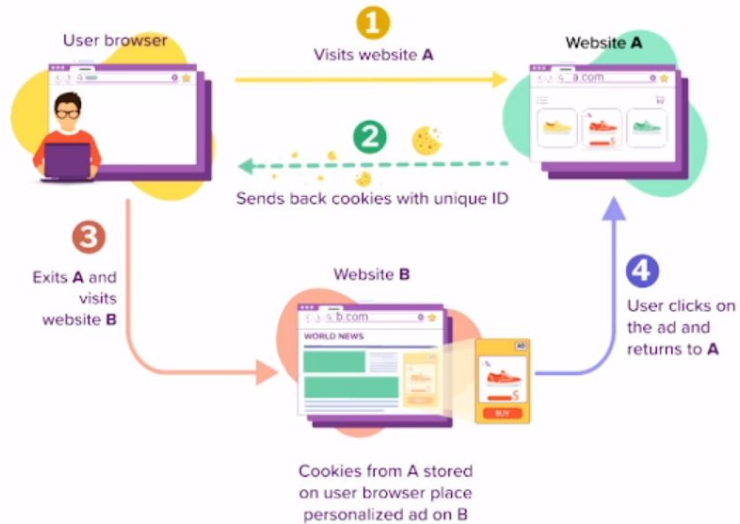 1
User browser
Visits website A
Website A
a.com
2
Sends back cookies with unique ID
3
Exits A and
visits
website B
Website B
b.com
WORLD NEWS
AD
$
BUY
4
User clicks on
the ad and
returns to A
Cookies from A stored
on user browser place
personalized ad on B